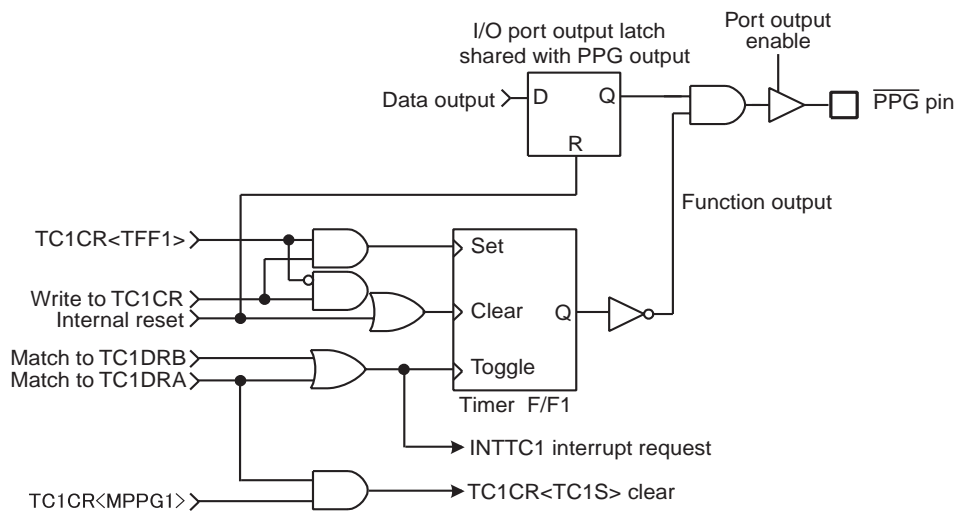 I/O port output latch
shared with PPG output
Port output
enable
Data output
D
Q
R
PPG pin
Function output
TC1CR<TFF1>
Set
Write to TC1CR
Internal reset
Clear
Q
Match to TC1DRB
Match to TC1DRA
Toggle
Timer F/F1
INTTC1 interrupt request
TC1CR<MPPG1>
TC1CR<TC1S> clear